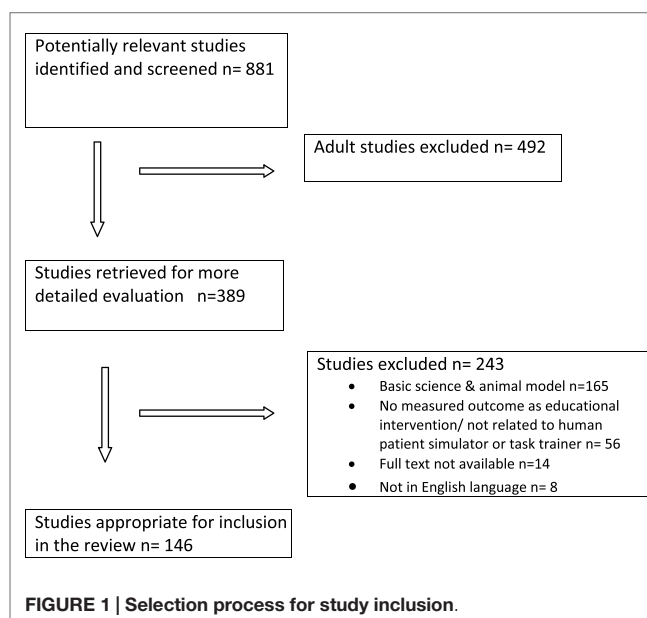 Potentially relevant studies
identified and screened n= 881
Adult studies excluded n= 492
Studies retrieved for more
detailed evaluation n=389
Studies excluded n= 243
• Basic science & animal model n=165
• No measured outcome as educational
intervention/ not related to human
patient simulator or task trainer n= 56
• Full text not available n=14
• Not in English language n= 8
Studies appropriate for inclusion
in the review n= 146
FIGURE 1 | Selection process for study inclusion.